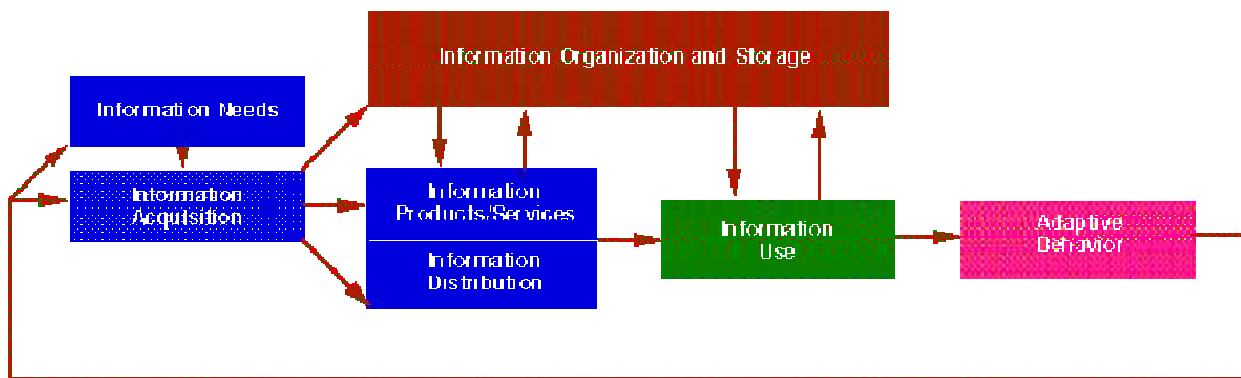 Information Organization and Storage
Information Needs
Information
Acquisition
Information
Products/Services
Information
Distribution
Information
Use
Adaptive
Behavior